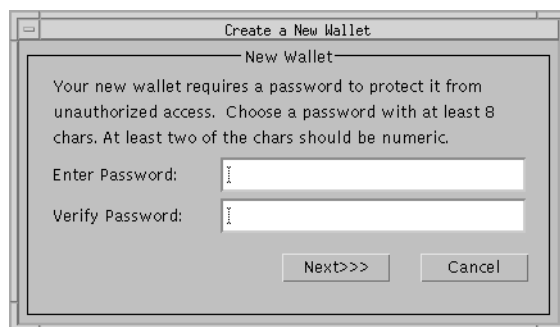 Create a New Wallet
New Wallet
Your new wallet requires a password to protect it from
unauthorized access. Choose a password with at least 8
chars. At least two of the chars should be numeric.
Enter Password:
Verify Password:
Next>>> Cancel